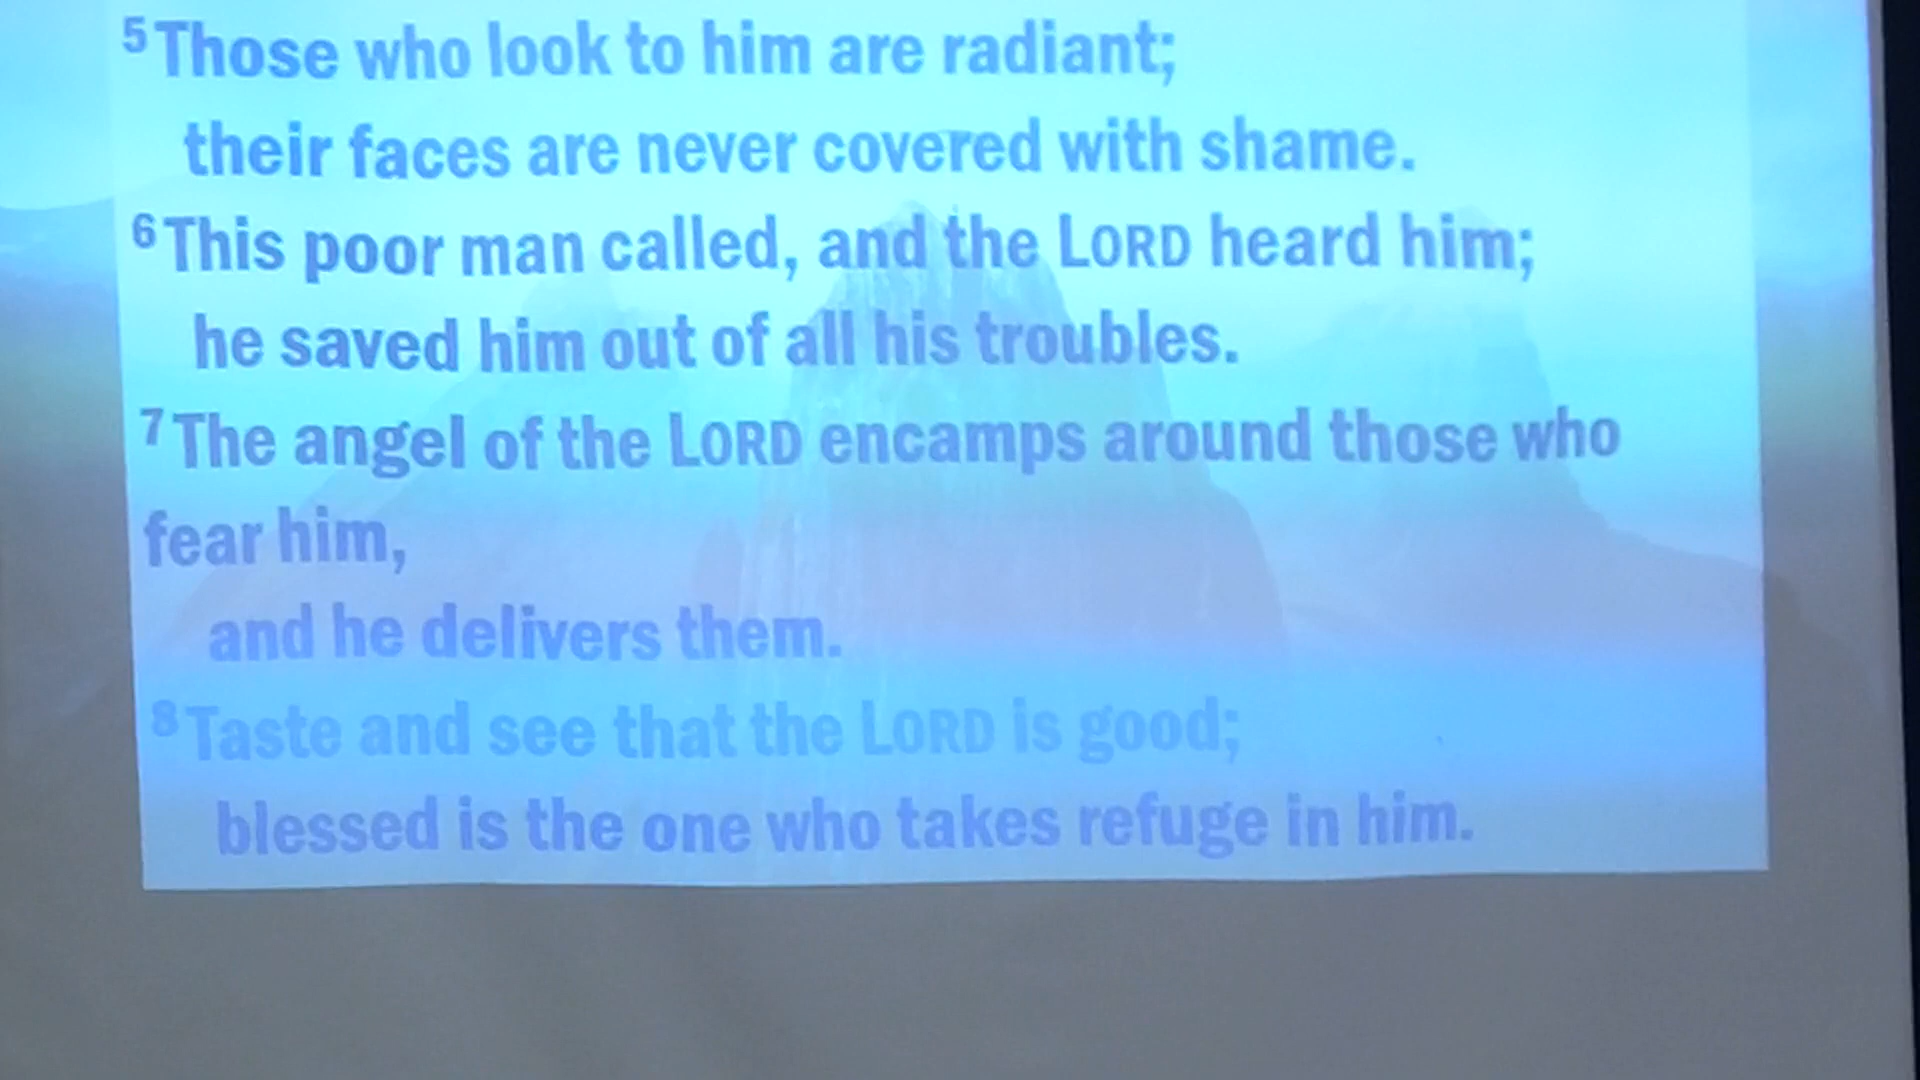 5 Those who look to him are radiant;
their faces are never covered with shame.
6 This poor man called, and the LORD heard him;
he saved him out of all his troubles.
7 The angel of the LORD encamps around those who
fear him,
and he delivers them.
8 Taste and see that the LORD is good;
blessed is the one who takes refuge in him.